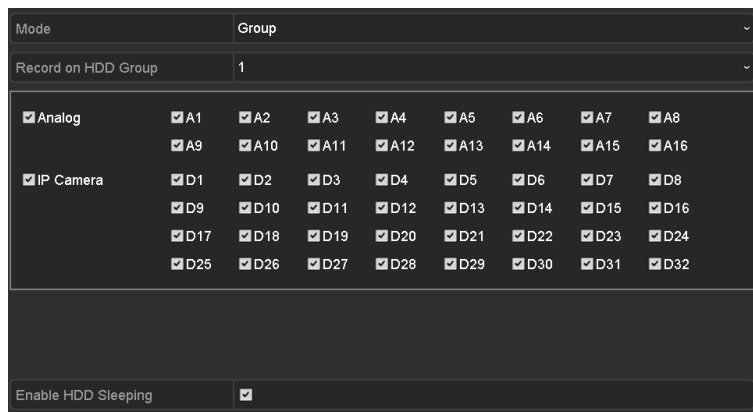 Mode Group
Record on HDD Group 1
Analog A1 A2 A3 A4 A5 A6 A7 A8
A9 A10 A11 A12 A13 A14 A15 A16
IP Camera D1 D2 D3 D4 D5 D6 D7 D8
D9 D10 D11 D12 D13 D14 D15 D16
D17 D18 D19 D20 D21 D22 D23 D24
D25 D26 D27 D28 D29 D30 D31 D32
Enable HDD Sleeping